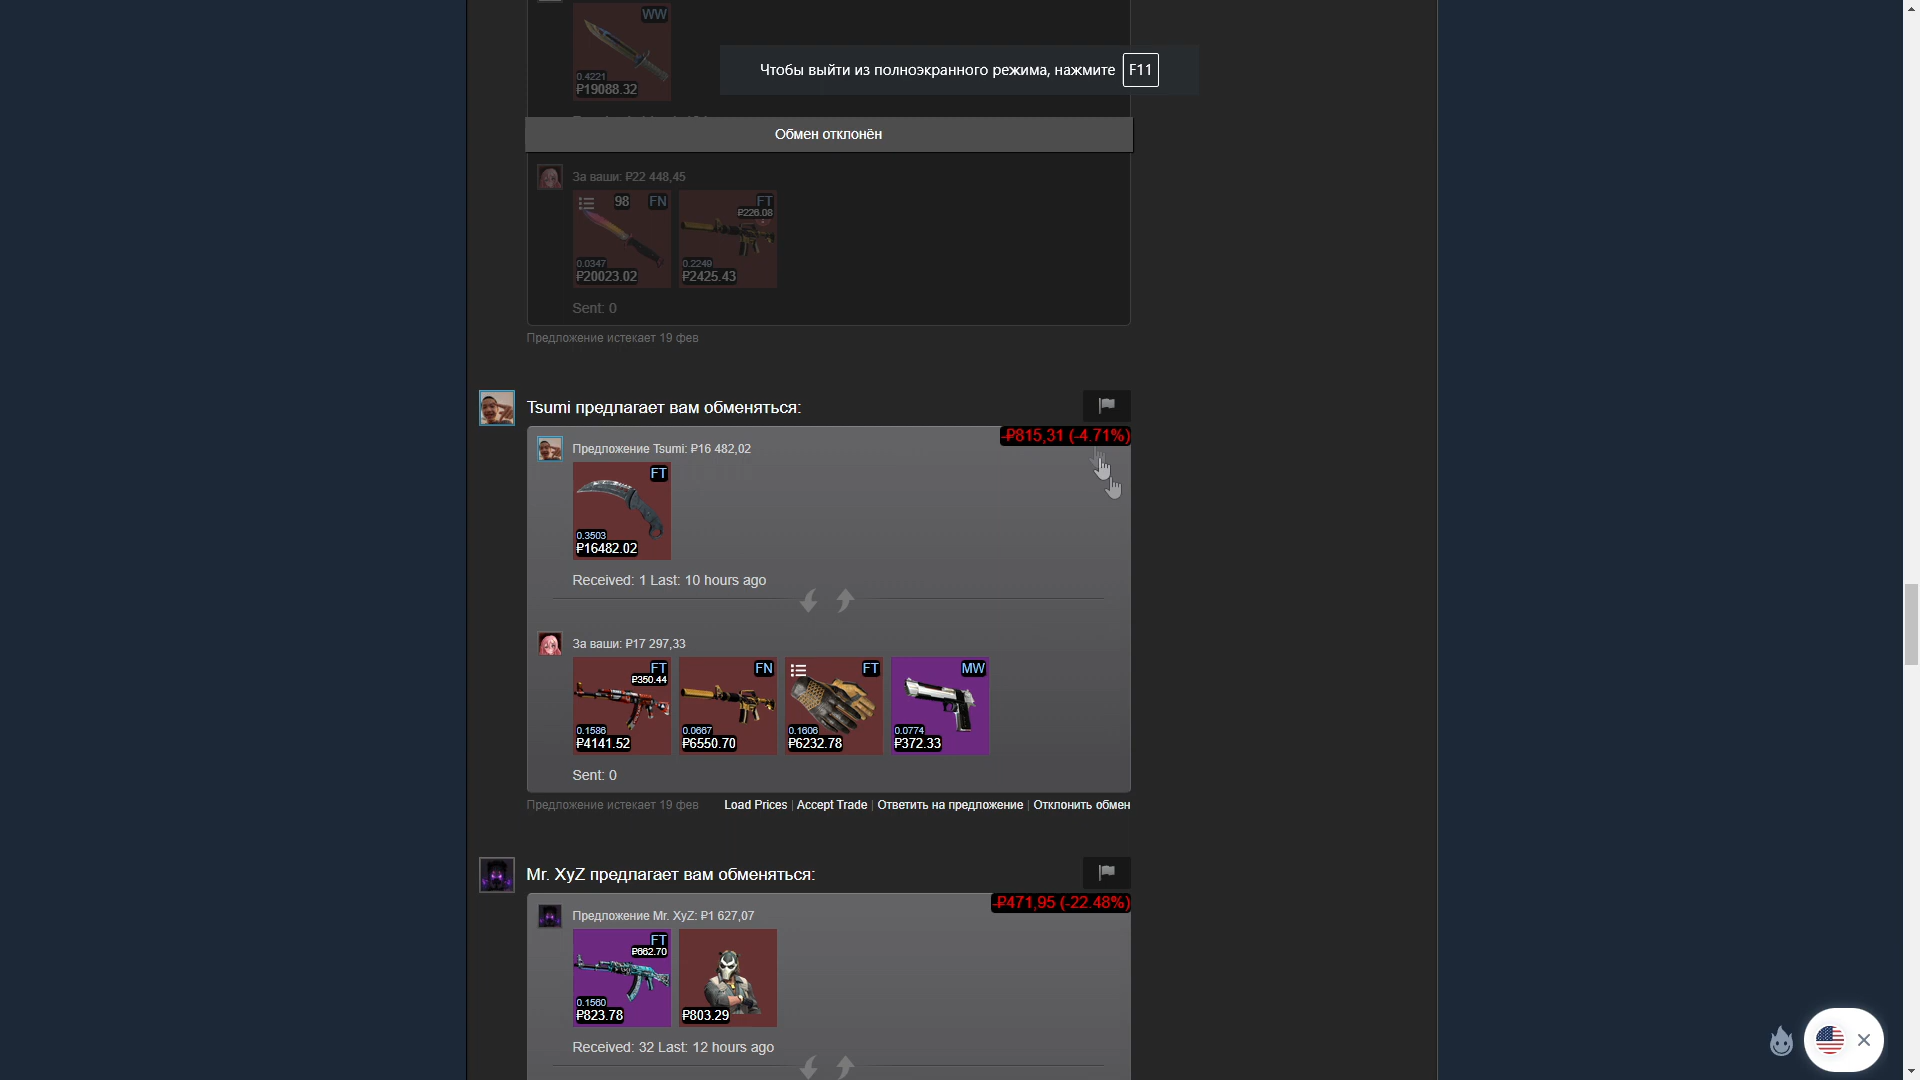 WW
0.4221
₽19088.32
Чтобы выйти из полноэкранного режима, нажмите F11
Обмен отклонён
За ваши: ₽22 448,45
98 FN
0.0347
₽20023.02
FT
₽226.08
0.2249
₽2425.43
Sent: 0
Предложение истекает 19 фев
Tsumi предлагает вам обменяться:
-₽815,31 (-4.71%)
Предложение Tsumi: ₽16 482,02
FT
0.3503
₽16482.02
Received: 1 Last: 10 hours ago
За ваши: ₽17 297,33
FT
₽350.44
0.1586
₽4141.52
FN
0.0667
₽6550.70
FT
0.1606
₽6232.78
MW
0.0774
₽372.33
Sent: 0
Предложение истекает 19 фев
Load Prices | Accept Trade | Ответить на предложение | Отклонить обмен
Mr. XyZ предлагает вам обменяться:
-₽471,95 (-22.48%)
Предложение Mr. XyZ: ₽1 627,07
FT
₽662.70
0.1560
₽823.78
₽803.29
Received: 32 Last: 12 hours ago